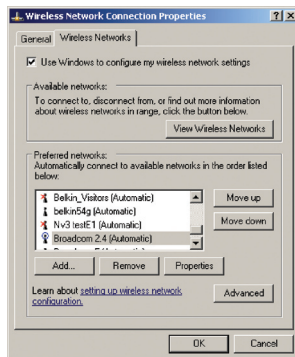 Wireless Network Connection Properties
General
Wireless Networks
Use Windows to configure my wireless network settings
Available networks:
To connect to, disconnect from, or find out more information
about wireless networks in range, click the button below.
View Wireless Networks
Preferred networks:
Automatically connect to available networks in the order listed
below:
Belkin_Visitors (Automatic)
belkin54g (Automatic)
Nv3 testE1 (Automatic)
Broadcom 2.4 (Automatic)
Move up
Move down
Add...
Remove
Properties
Learn about setting up wireless network
configuration.
Advanced
OK
Cancel